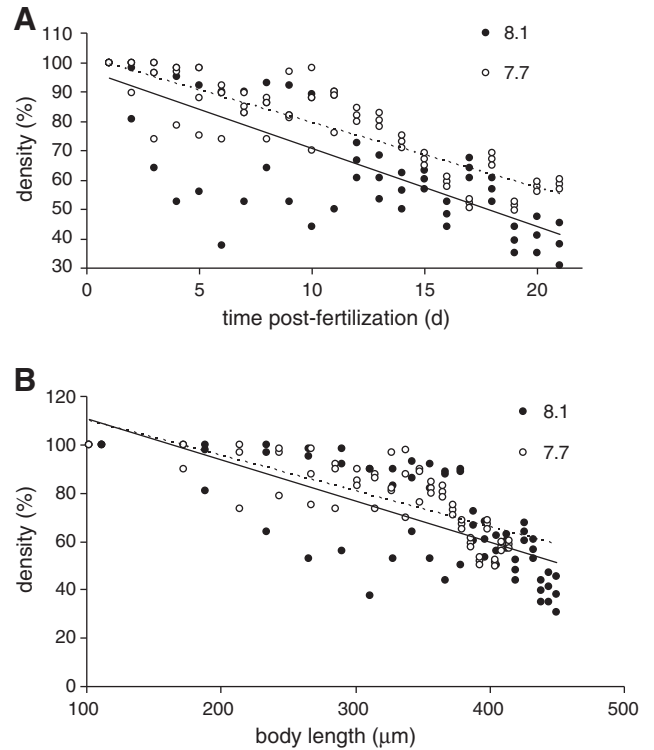 A
density (%)
110
100
90
80
70
60
50
40
30
0 5 10 15 20
time post-fertilization (d)
8.1
7.7
B
density (%)
120
100
80
60
40
20
0
100 200 300 400 500
body length (μm)
8.1
7.7